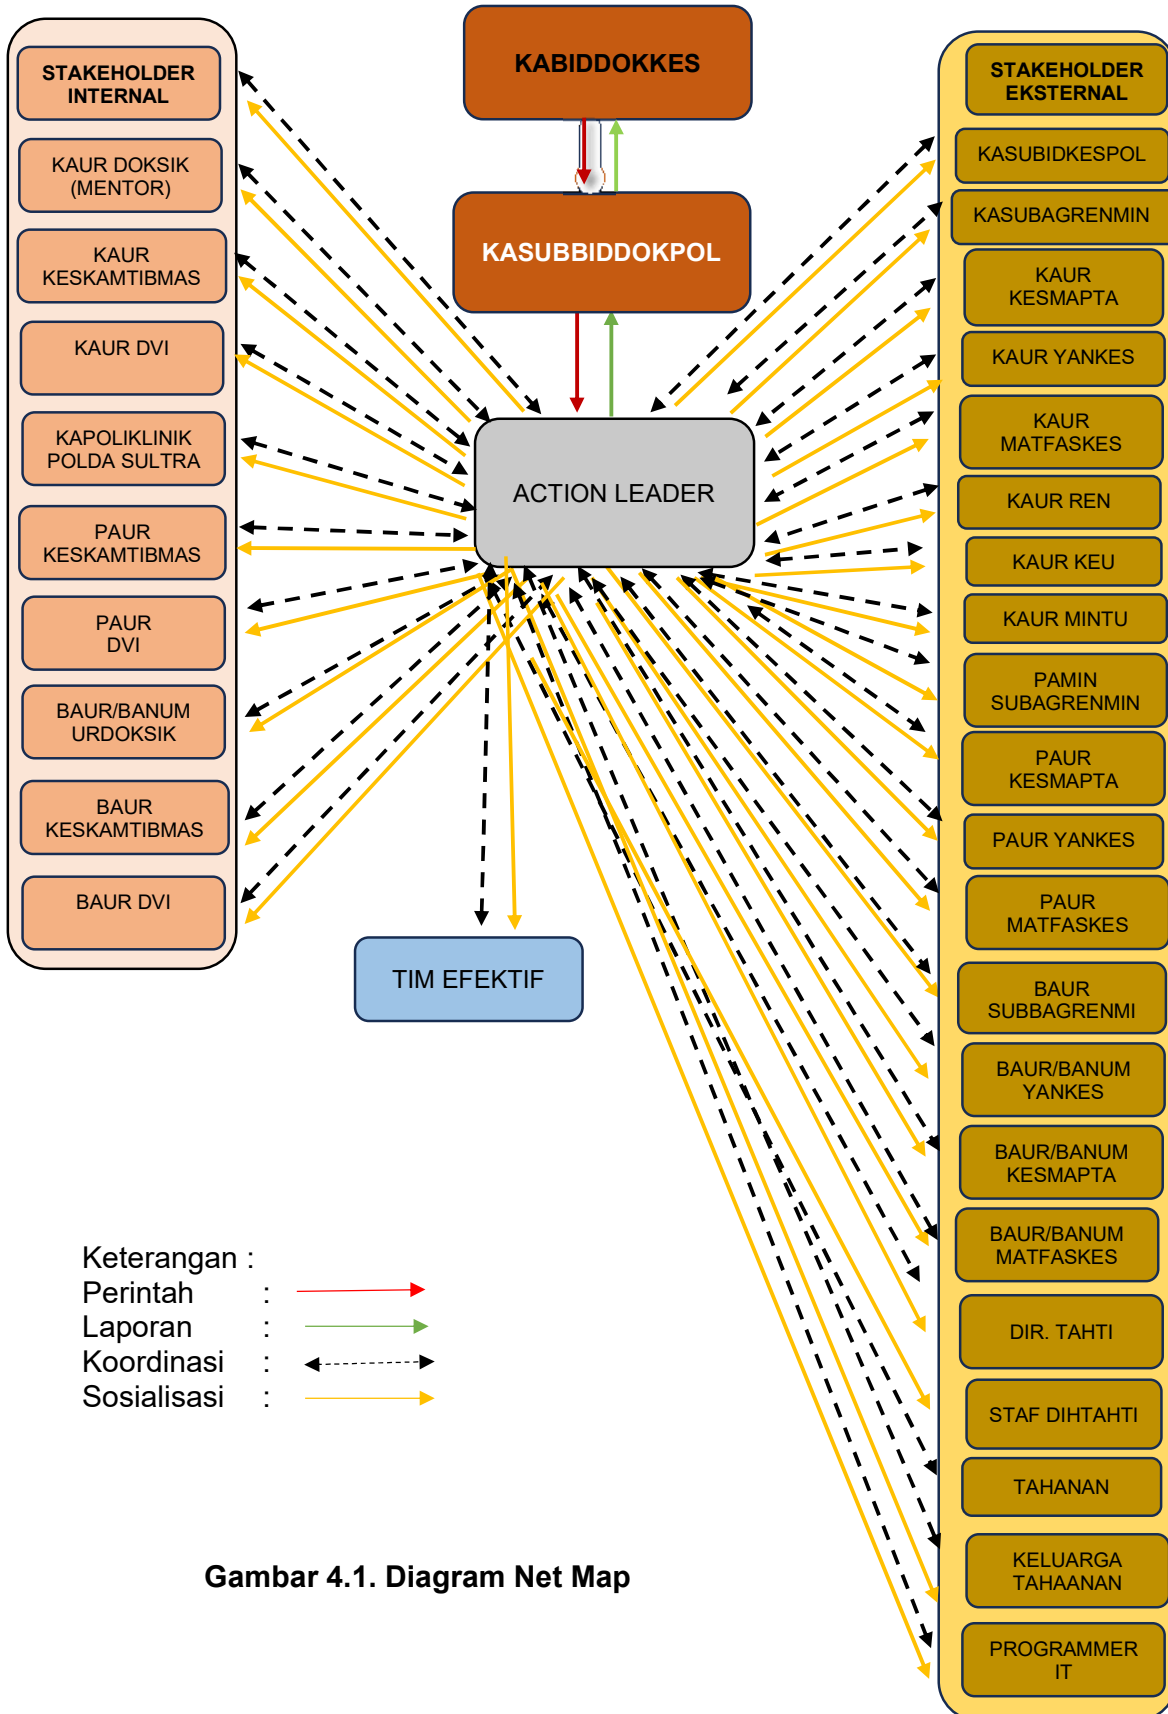 STAKEHOLDER
INTERNAL
KAUR DOKSIK
(MENTOR)
KAUR
KESKAMTIBMAS
KAUR DVI
KAPOLIKLINIK
POLDA SULTRA
PAUR
KESKAMTIBMAS
PAUR
DVI
BAUR/BANUM
URDOKSIK
BAUR
KESKAMTIBMAS
BAUR DVI
KABIDDOKKES
KASUBBIDDOKPOL
ACTION LEADER
TIM EFEKTIF
STAKEHOLDER
EKSTERNAL
KASUBIDKESPOL
KASUBAGRENMIN
KAUR
KESMAPTA
KAUR YANKES
KAUR
MATFASKES
KAUR REN
KAUR KEU
KAUR MINTU
PAMIN
SUBAGRENMIN
PAUR
KESMAPTA
PAUR YANKES
PAUR
MATFASKES
BAUR
SUBBAGRENMI
BAUR/BANUM
YANKES
BAUR/BANUM
KESMAPTA
BAUR/BANUM
MATFASKES
DIR. TAHTI
STAF DIHTAHTI
TAHANAN
KELUARGA
TAHAANAN
PROGRAMMER
IT
Keterangan :
Perintah :
Laporan :
Koordinasi :
Sosialisasi :
Gambar 4.1. Diagram Net Map